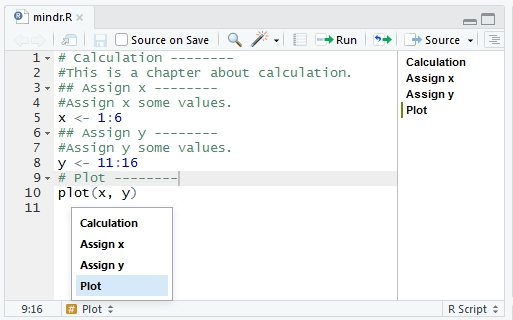 mindr.R
Source on Save Run Source
1 # Calculation --------
2 #This is a chapter about calculation.
3 ## Assign x --------
4 #Assign x some values.
5 x <- 1:6
6 ## Assign y --------
7 #Assign y some values.
8 y <- 11:16
9 # Plot --------
10 plot(x, y)
11
Calculation
Assign x
Assign y
Plot
Calculation
Assign x
Assign y
Plot
9:16 # Plot R Script